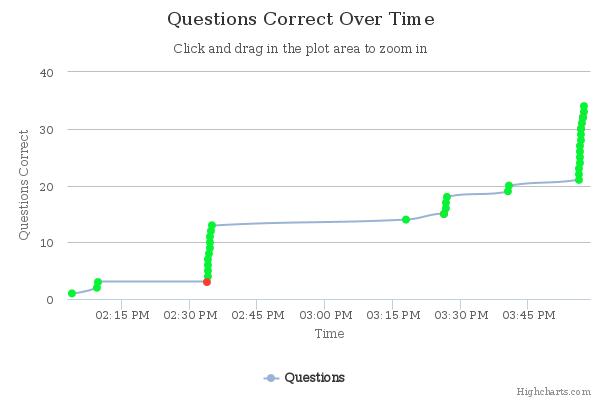 Questions Correct Over Time
Click and drag in the plot area to zoom in
Questions Correct
40
30
20
10
0
02:15 PM 02:30 PM 02:45 PM 03:00 PM 03:15 PM 03:30 PM 03:45 PM
Time
Questions
Highcharts.com